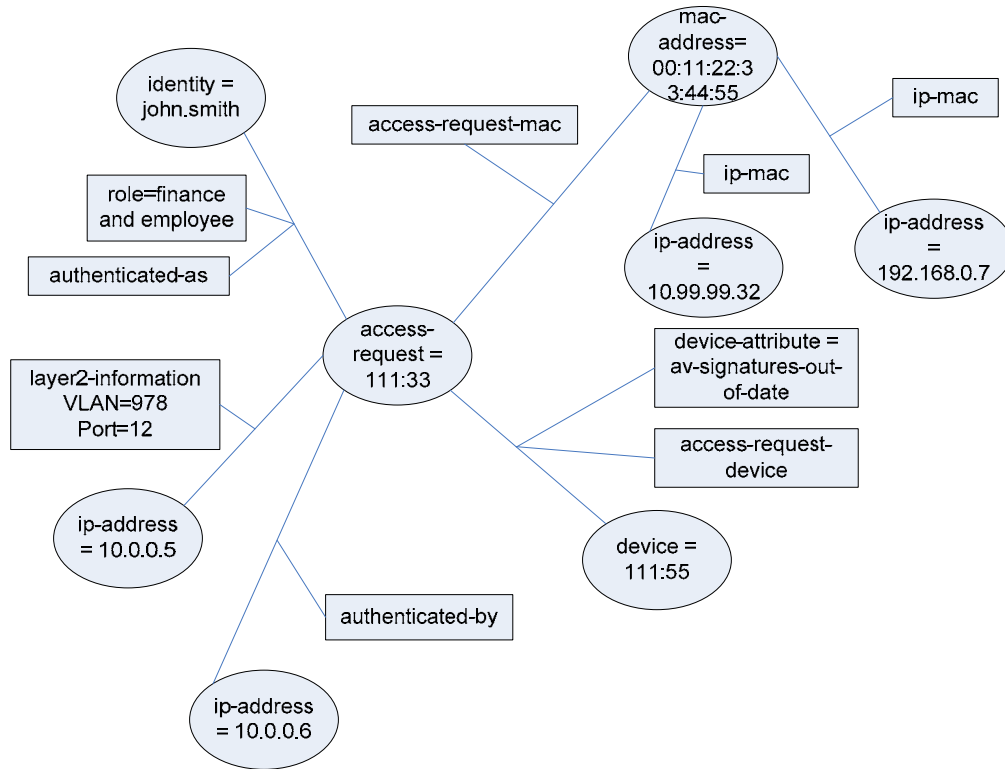 mac-
address=
00:11:22:3
3:44:55
identity =
john.smith
ip-mac
access-request-mac
ip-mac
role=finance
and employee
ip-address
=
192.168.0.7
ip-address
=
10.99.99.32
authenticated-as
access-
request =
111:33
device-attribute =
av-signatures-out-
of-date
layer2-information
VLAN=978
Port=12
access-request-
device
ip-address
= 10.0.0.5
device =
111:55
authenticated-by
ip-address
= 10.0.0.6